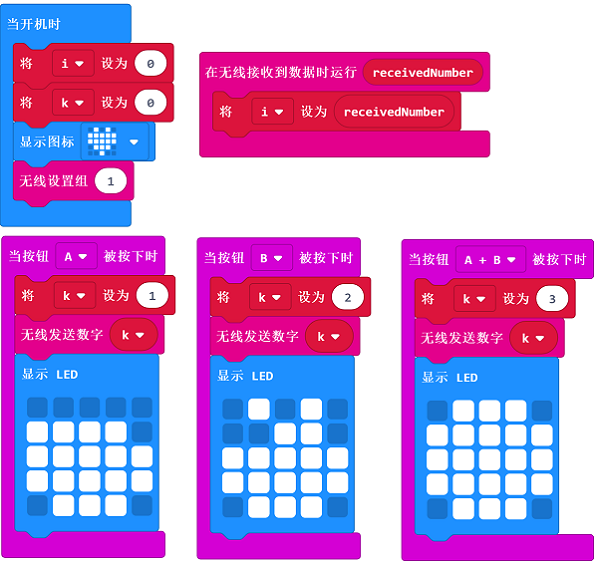 当开机时
将 i 设为 0
将 k 设为 0
显示图标
无线设置组 1
在无线接收到数据时运行 receivedNumber
将 i 设为 receivedNumber
当按钮 A 被按下时
将 k 设为 1
无线发送数字 k
显示 LED
当按钮 B 被按下时
将 k 设为 2
无线发送数字 k
显示 LED
当按钮 A + B 被按下时
将 k 设为 3
无线发送数字 k
显示 LED